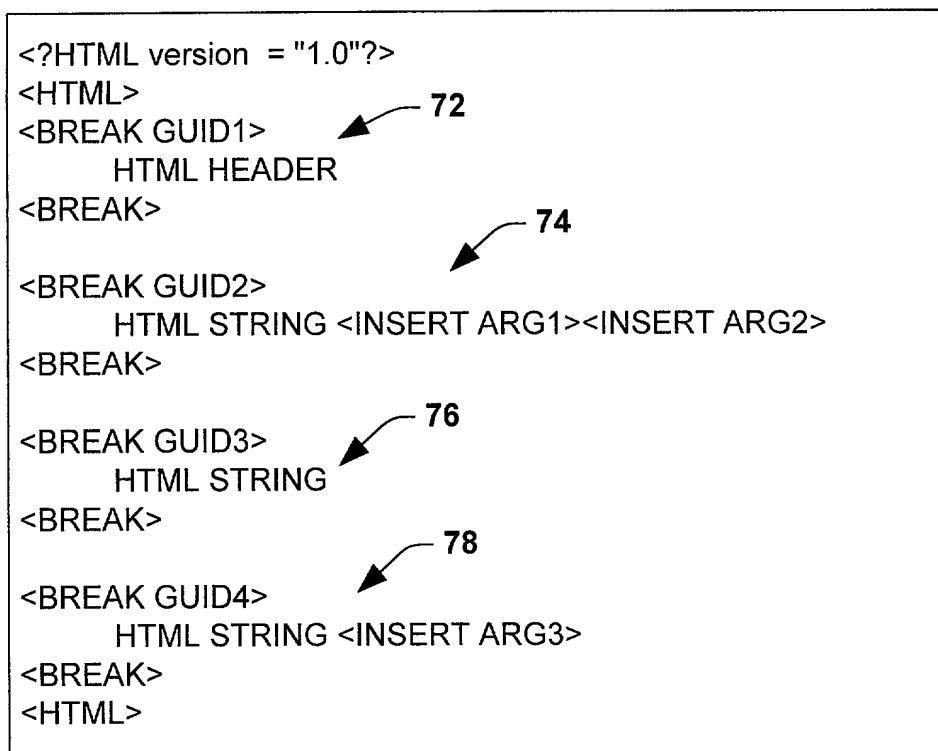 <?HTML version = "1.0"?>
<HTML>
<BREAK GUID1>
72
HTML HEADER
<BREAK>
74
<BREAK GUID2>
HTML STRING <INSERT ARG1><INSERT ARG2>
<BREAK>
76
<BREAK GUID3>
HTML STRING
<BREAK>
78
<BREAK GUID4>
HTML STRING <INSERT ARG3>
<BREAK>
<HTML>